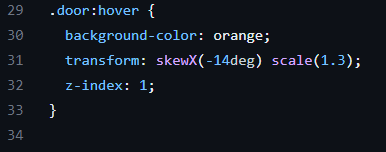 29 .door:hover {
30   background-color: orange;
31   transform: skewX(-14deg) scale(1.3);
32   z-index: 1;
33 }
34